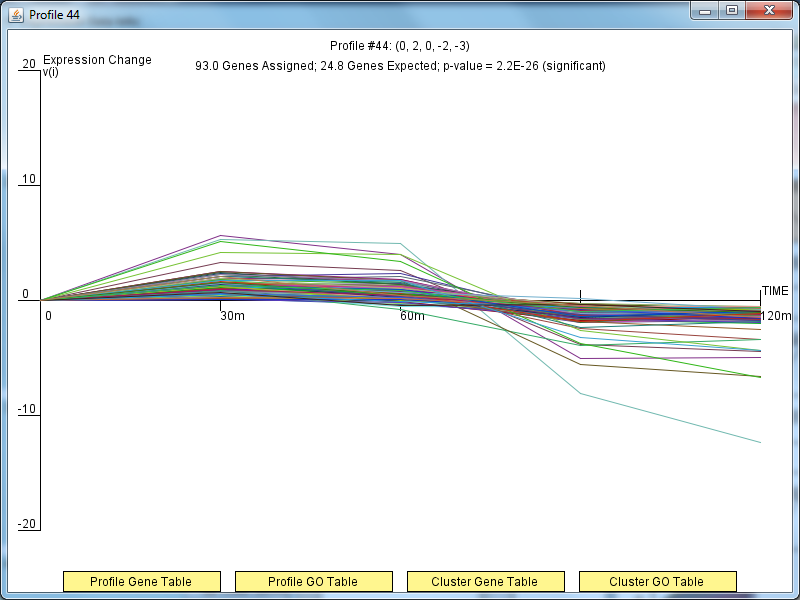 Profile 44
Profile #44: (0, 2, 0, -2, -3)
93.0 Genes Assigned; 24.8 Genes Expected; p-value = 2.2E-26 (significant)
Expression Change
v(i)
20
10
0
-10
-20
0
30m
60m
120m
TIME
Profile Gene Table
Profile GO Table
Cluster Gene Table
Cluster GO Table